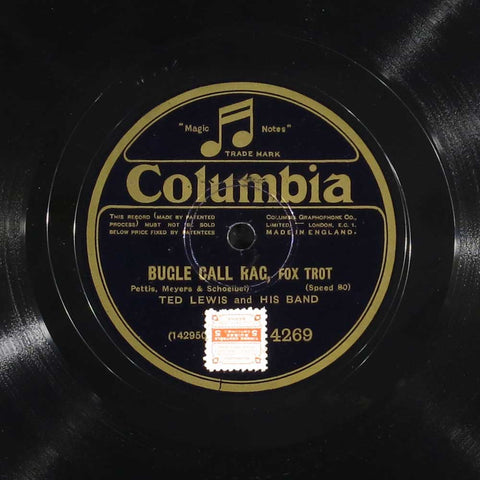 "Magic Notes"
TRADE MARK
Columbia
THIS RECORD (MADE BY PATENTED
PROCESS) MUST NOT BE SOLD
BELOW PRICE FIXED BY PATENTEES
COLUMBIA GRAPHOPHONE CO.,
LIMITED. LONDON, E.C. 1.
MADE IN ENGLAND.
BUGLE CALL RAG, FOX TROT
Pettis, Meyers & Schoebel) (Speed 80)
TED LEWIS and HIS BAND
4269